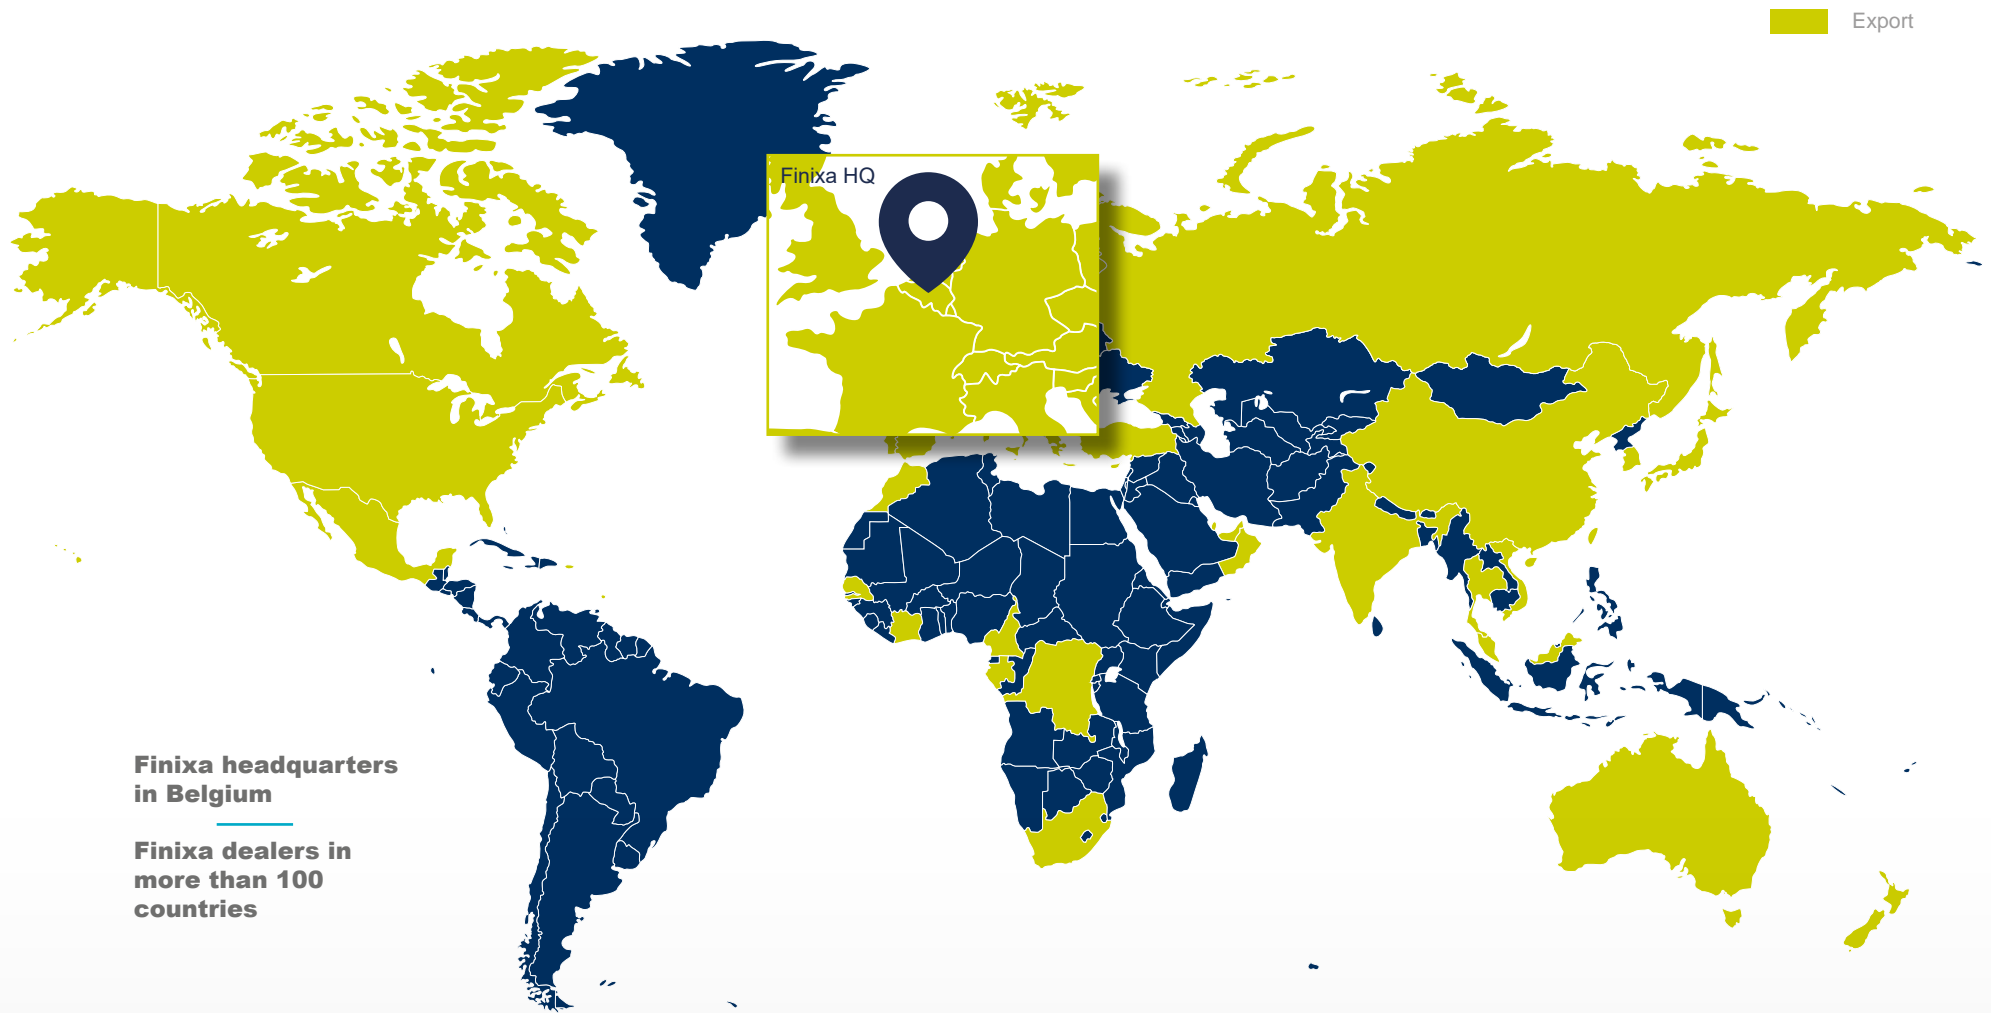 Export
Finixa HQ
Finixa headquarters
in Belgium
Finixa dealers in
more than 100
countries